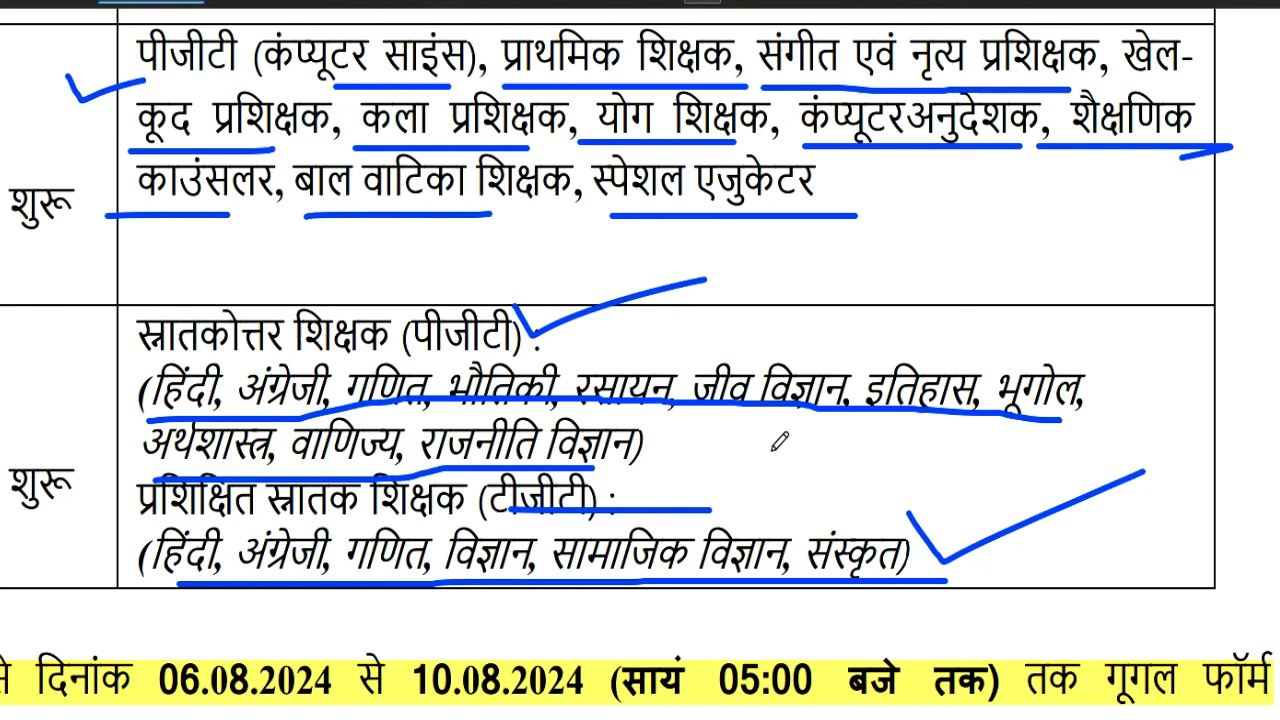 पीजीटी (कंप्यूटर साइंस), प्राथमिक शिक्षक, संगीत एवं नृत्य प्रशिक्षक, खेल-
कूद प्रशिक्षक, कला प्रशिक्षक, योग शिक्षक, कंप्यूटरअनुदेशक, शैक्षणिक
काउंसलर, बाल वाटिका शिक्षक, स्पेशल एजुकेटर
शुरू
स्नातकोत्तर शिक्षक (पीजीटी) :
(हिंदी, अंग्रेजी, गणित, भौतिकी, रसायन, जीव विज्ञान, इतिहास, भूगोल,
अर्थशास्त्र, वाणिज्य, राजनीति विज्ञान)
शुरू
प्रशिक्षित स्नातक शिक्षक (टीजीटी) :
(हिंदी, अंग्रेजी, गणित, विज्ञान, सामाजिक विज्ञान, संस्कृत)
दिनांक 06.08.2024 से 10.08.2024 (सायं 05:00 बजे तक) तक गूगल फॉर्म